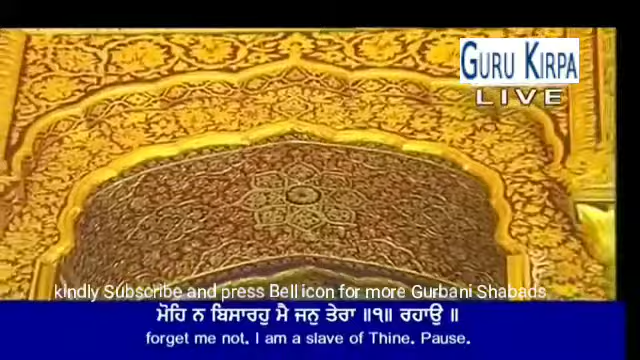 GURU KIRPA
LIVE
kindly Subscribe and press Bell icon for more Gurbani Shabads
ਮੋਹਿ ਨ ਬਿਸਾਰਹੁ ਮੈ ਜਨੁ ਤੇਰਾ ॥੧॥ ਰਹਾਉ ॥
forget me not. I am a slave of Thine. Pause.